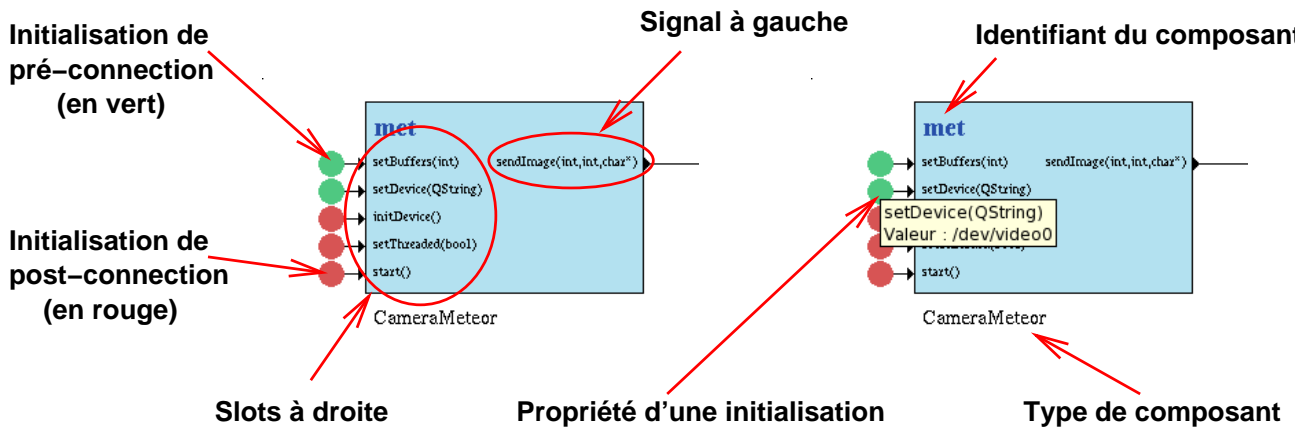 Initialisation de
pré–connection
(en vert)
Signal à gauche
Identifiant du composant
met
setBuffers(int)
sendImage(int,int,char*)
setDevice(QString)
initDevice()
setThreaded(bool)
start()
CameraMeteor
met
setBuffers(int)
sendImage(int,int,char*)
setDevice(QString)
setDevice(QString)
Valeur : /dev/video0
start()
CameraMeteor
Initialisation de
post–connection
(en rouge)
Slots à droite
Propriété d'une initialisation
Type de composant